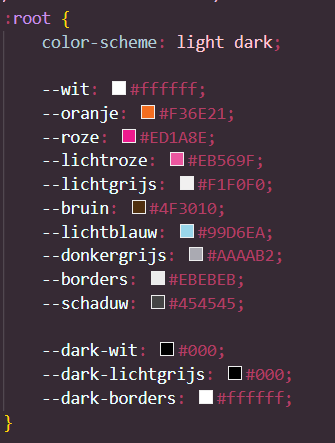 :root {
color-scheme: light dark;
--wit: #ffffff;
--oranje: #F36E21;
--roze: #ED1A8E;
--lichtroze: #EB569F;
--lichtgrijs: #F1F0F0;
--bruin: #4F3010;
--lichtblauw: #99D6EA;
--donkergrijs: #AAAAB2;
--borders: #EBEBEB;
--schaduw: #454545;
--dark-wit: #000;
--dark-lichtgrijs: #000;
--dark-borders: #ffffff;
}